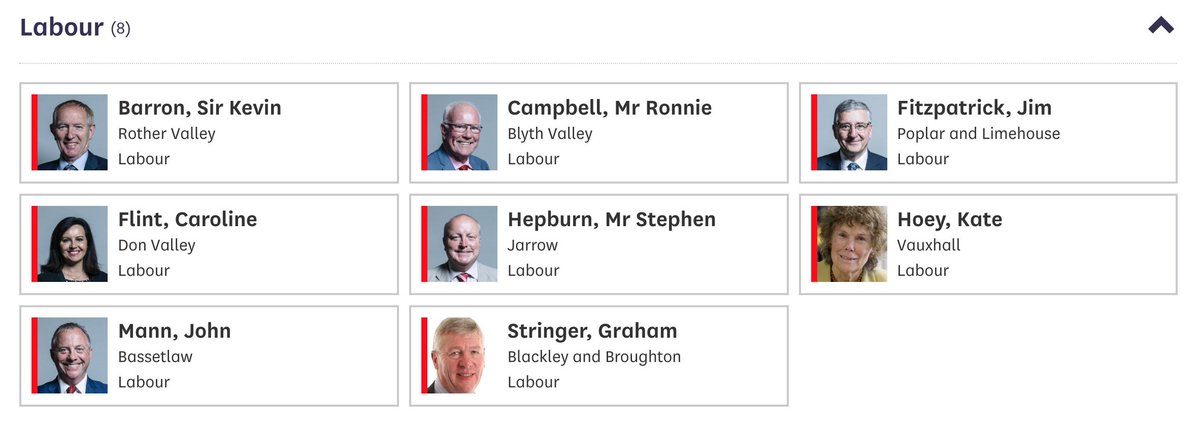 Labour (8)
Barron, Sir Kevin
Rother Valley
Labour
Campbell, Mr Ronnie
Blyth Valley
Labour
Fitzpatrick, Jim
Poplar and Limehouse
Labour
Flint, Caroline
Don Valley
Labour
Hepburn, Mr Stephen
Jarrow
Labour
Hoey, Kate
Vauxhall
Labour
Mann, John
Bassetlaw
Labour
Stringer, Graham
Blackley and Broughton
Labour